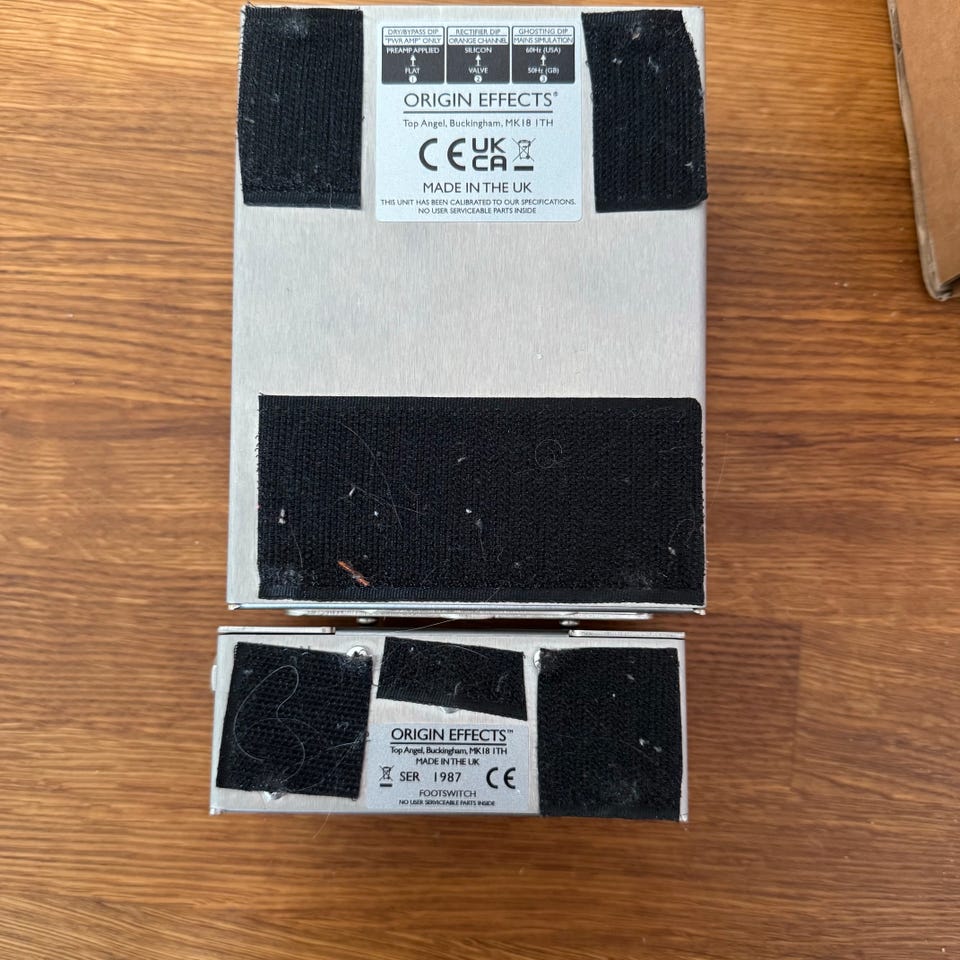 DRY/BYPASS DIP
"PWR AMP" ONLY
PREAMP APPLIED
FLAT
1
RECTIFIER DIP
ORANGE CHANNEL
SILICON
VALVE
2
GHOSTING DIP
MAINS SIMULATION
60Hz (USA)
50Hz (GB)
3
ORIGIN EFFECTS®
Top Angel, Buckingham, MK18 1TH
CE UK CA
MADE IN THE UK
THIS UNIT HAS BEEN CALIBRATED TO OUR SPECIFICATIONS.
NO USER SERVICEABLE PARTS INSIDE
ORIGIN EFFECTS™
Top Angel, Buckingham, MK18 1TH
MADE IN THE UK
SER 1987 CE
FOOTSWITCH
NO USER SERVICEABLE PARTS INSIDE